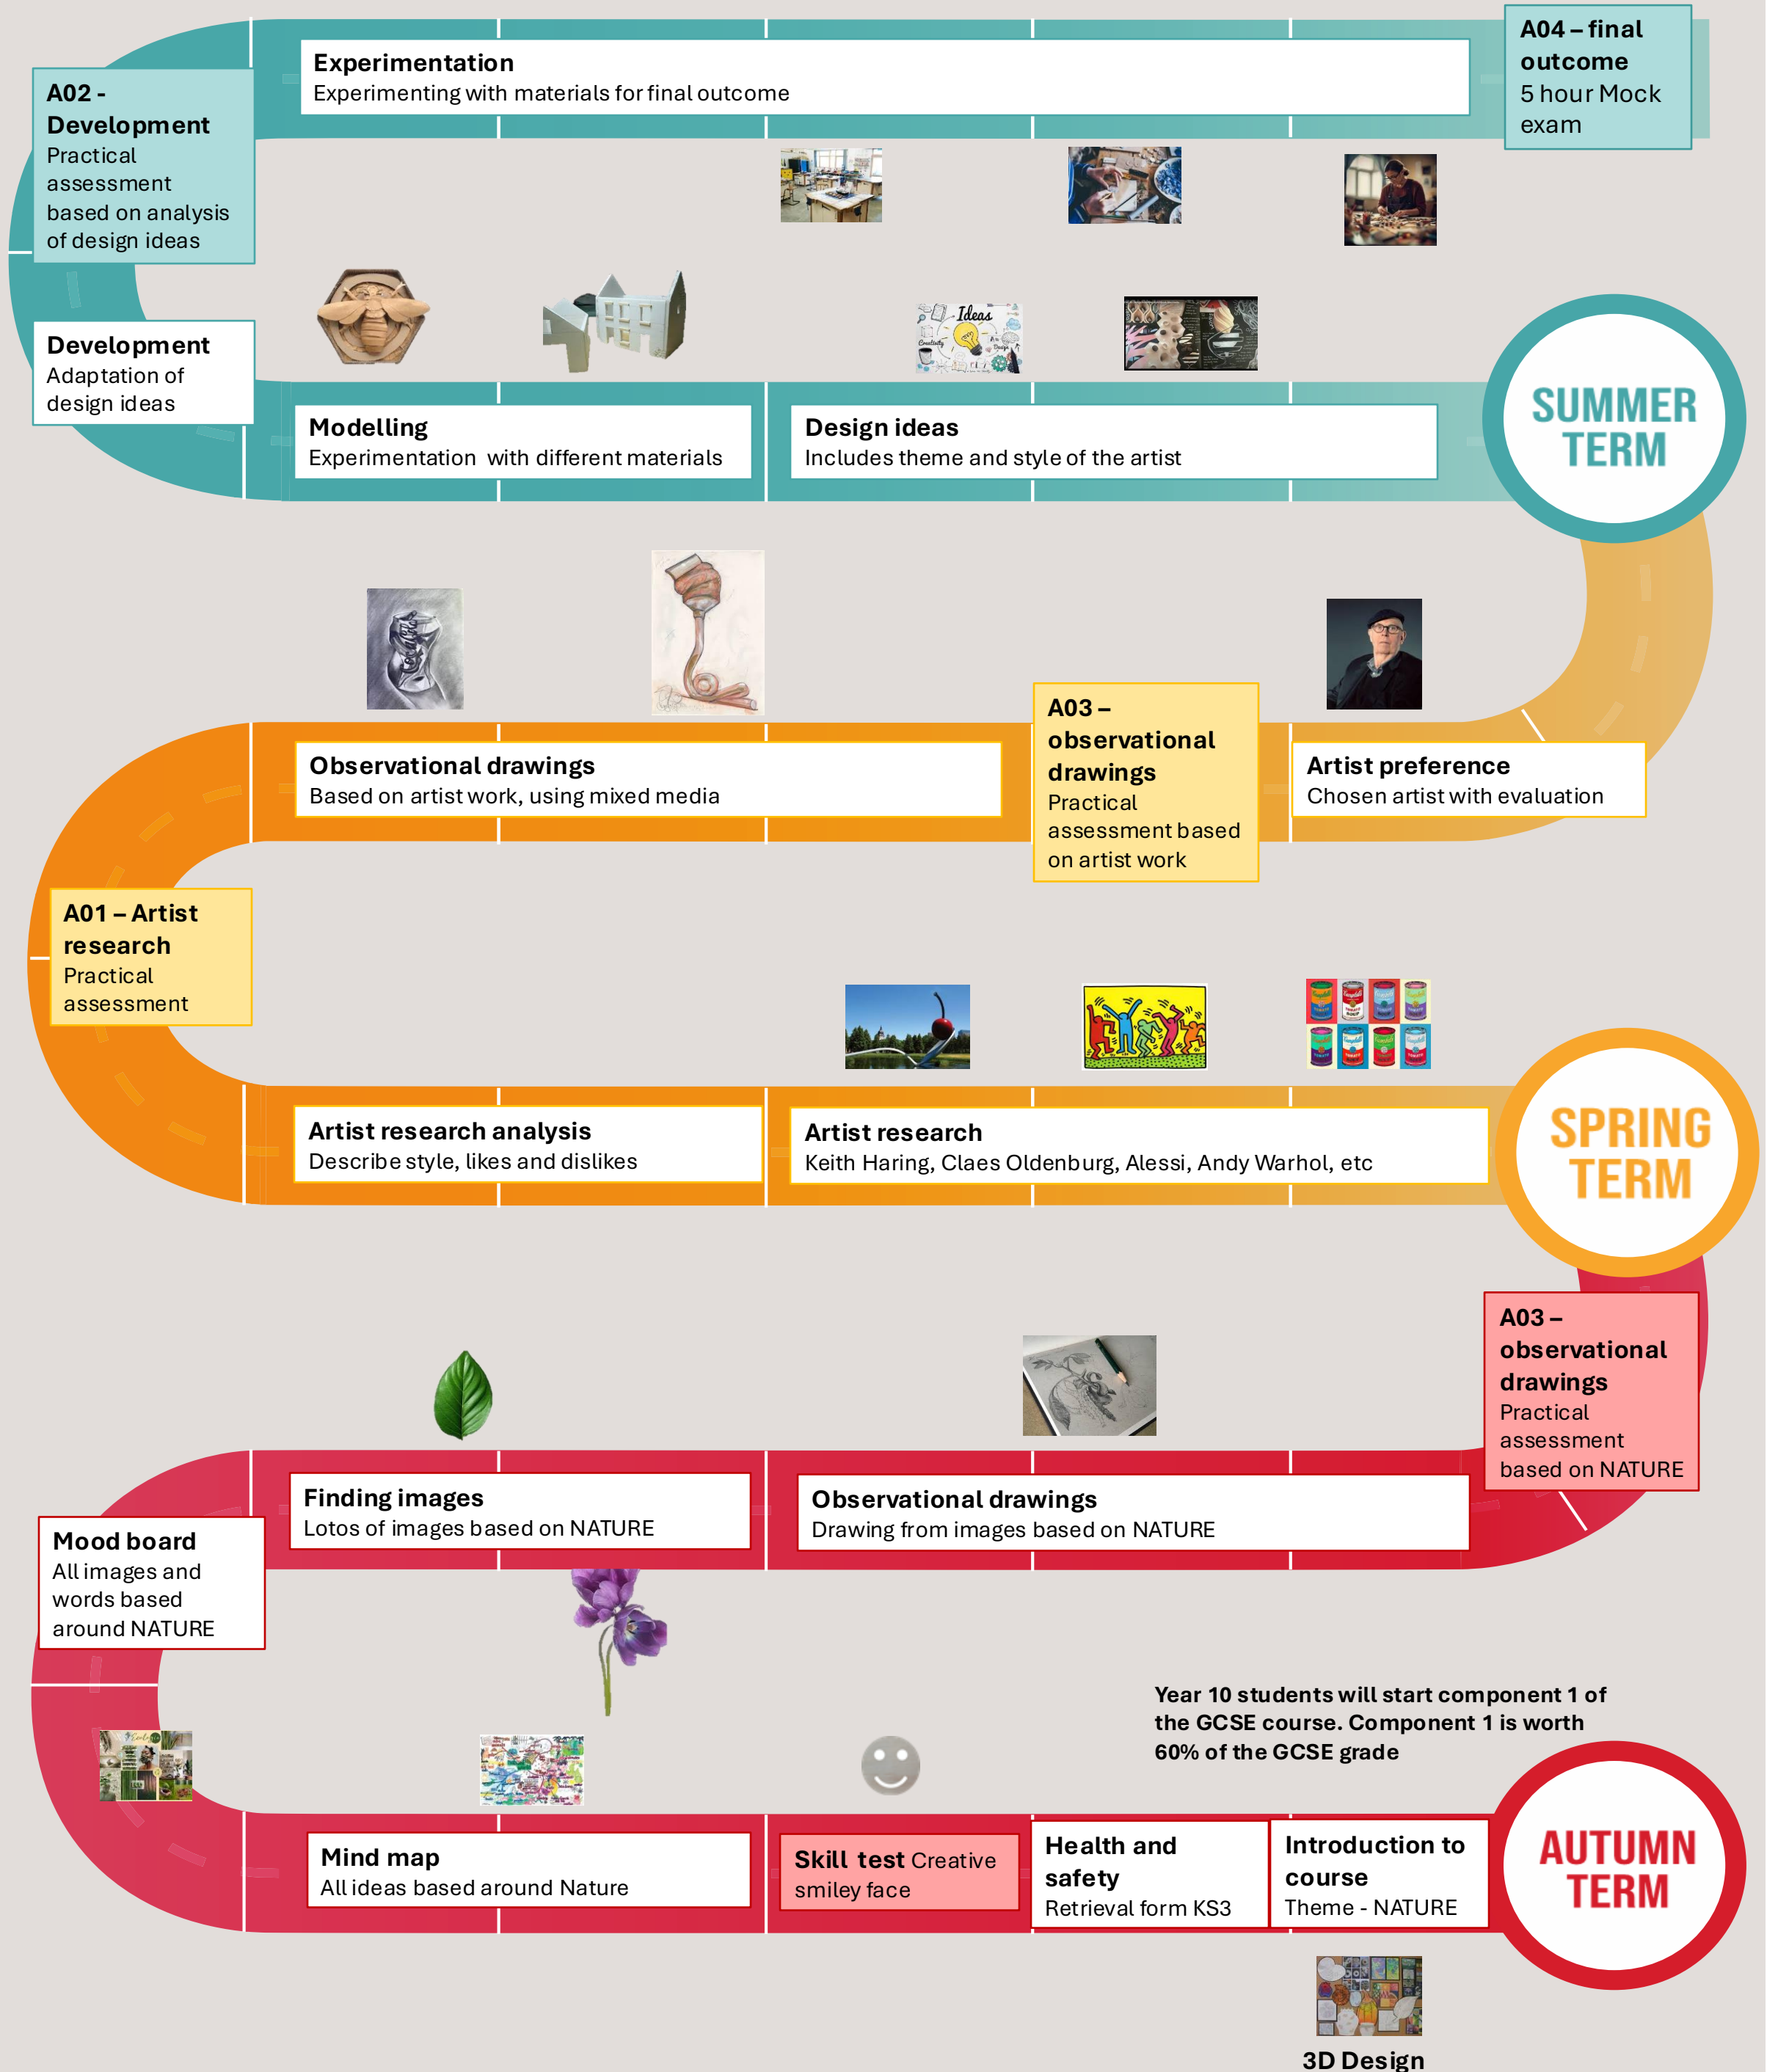 Experimentation
Experimenting with materials for final outcome
A04 – final
outcome
5 hour Mock
exam
A02 -
Development
Practical
assessment
based on analysis
of design ideas
Development
Adaptation of
design ideas
Ideas
Creativity
Modelling
Experimentation with different materials
Design ideas
Includes theme and style of the artist
SUMMER
TERM
Observational drawings
Based on artist work, using mixed media
A03 –
observational
drawings
Practical
assessment based
on artist work
Artist preference
Chosen artist with evaluation
A01 – Artist
research
Practical
assessment
Artist research analysis
Describe style, likes and dislikes
Artist research
Keith Haring, Claes Oldenburg, Alessi, Andy Warhol, etc
SPRING
TERM
A03 –
observational
drawings
Practical
assessment
based on NATURE
Finding images
Lotos of images based on NATURE
Observational drawings
Drawing from images based on NATURE
Mood board
All images and
words based
around NATURE
Year 10 students will start component 1 of
the GCSE course. Component 1 is worth
60% of the GCSE grade
Mind map
All ideas based around Nature
Skill test Creative
smiley face
Health and
safety
Retrieval form KS3
Introduction to
course
Theme - NATURE
AUTUMN
TERM
3D Design